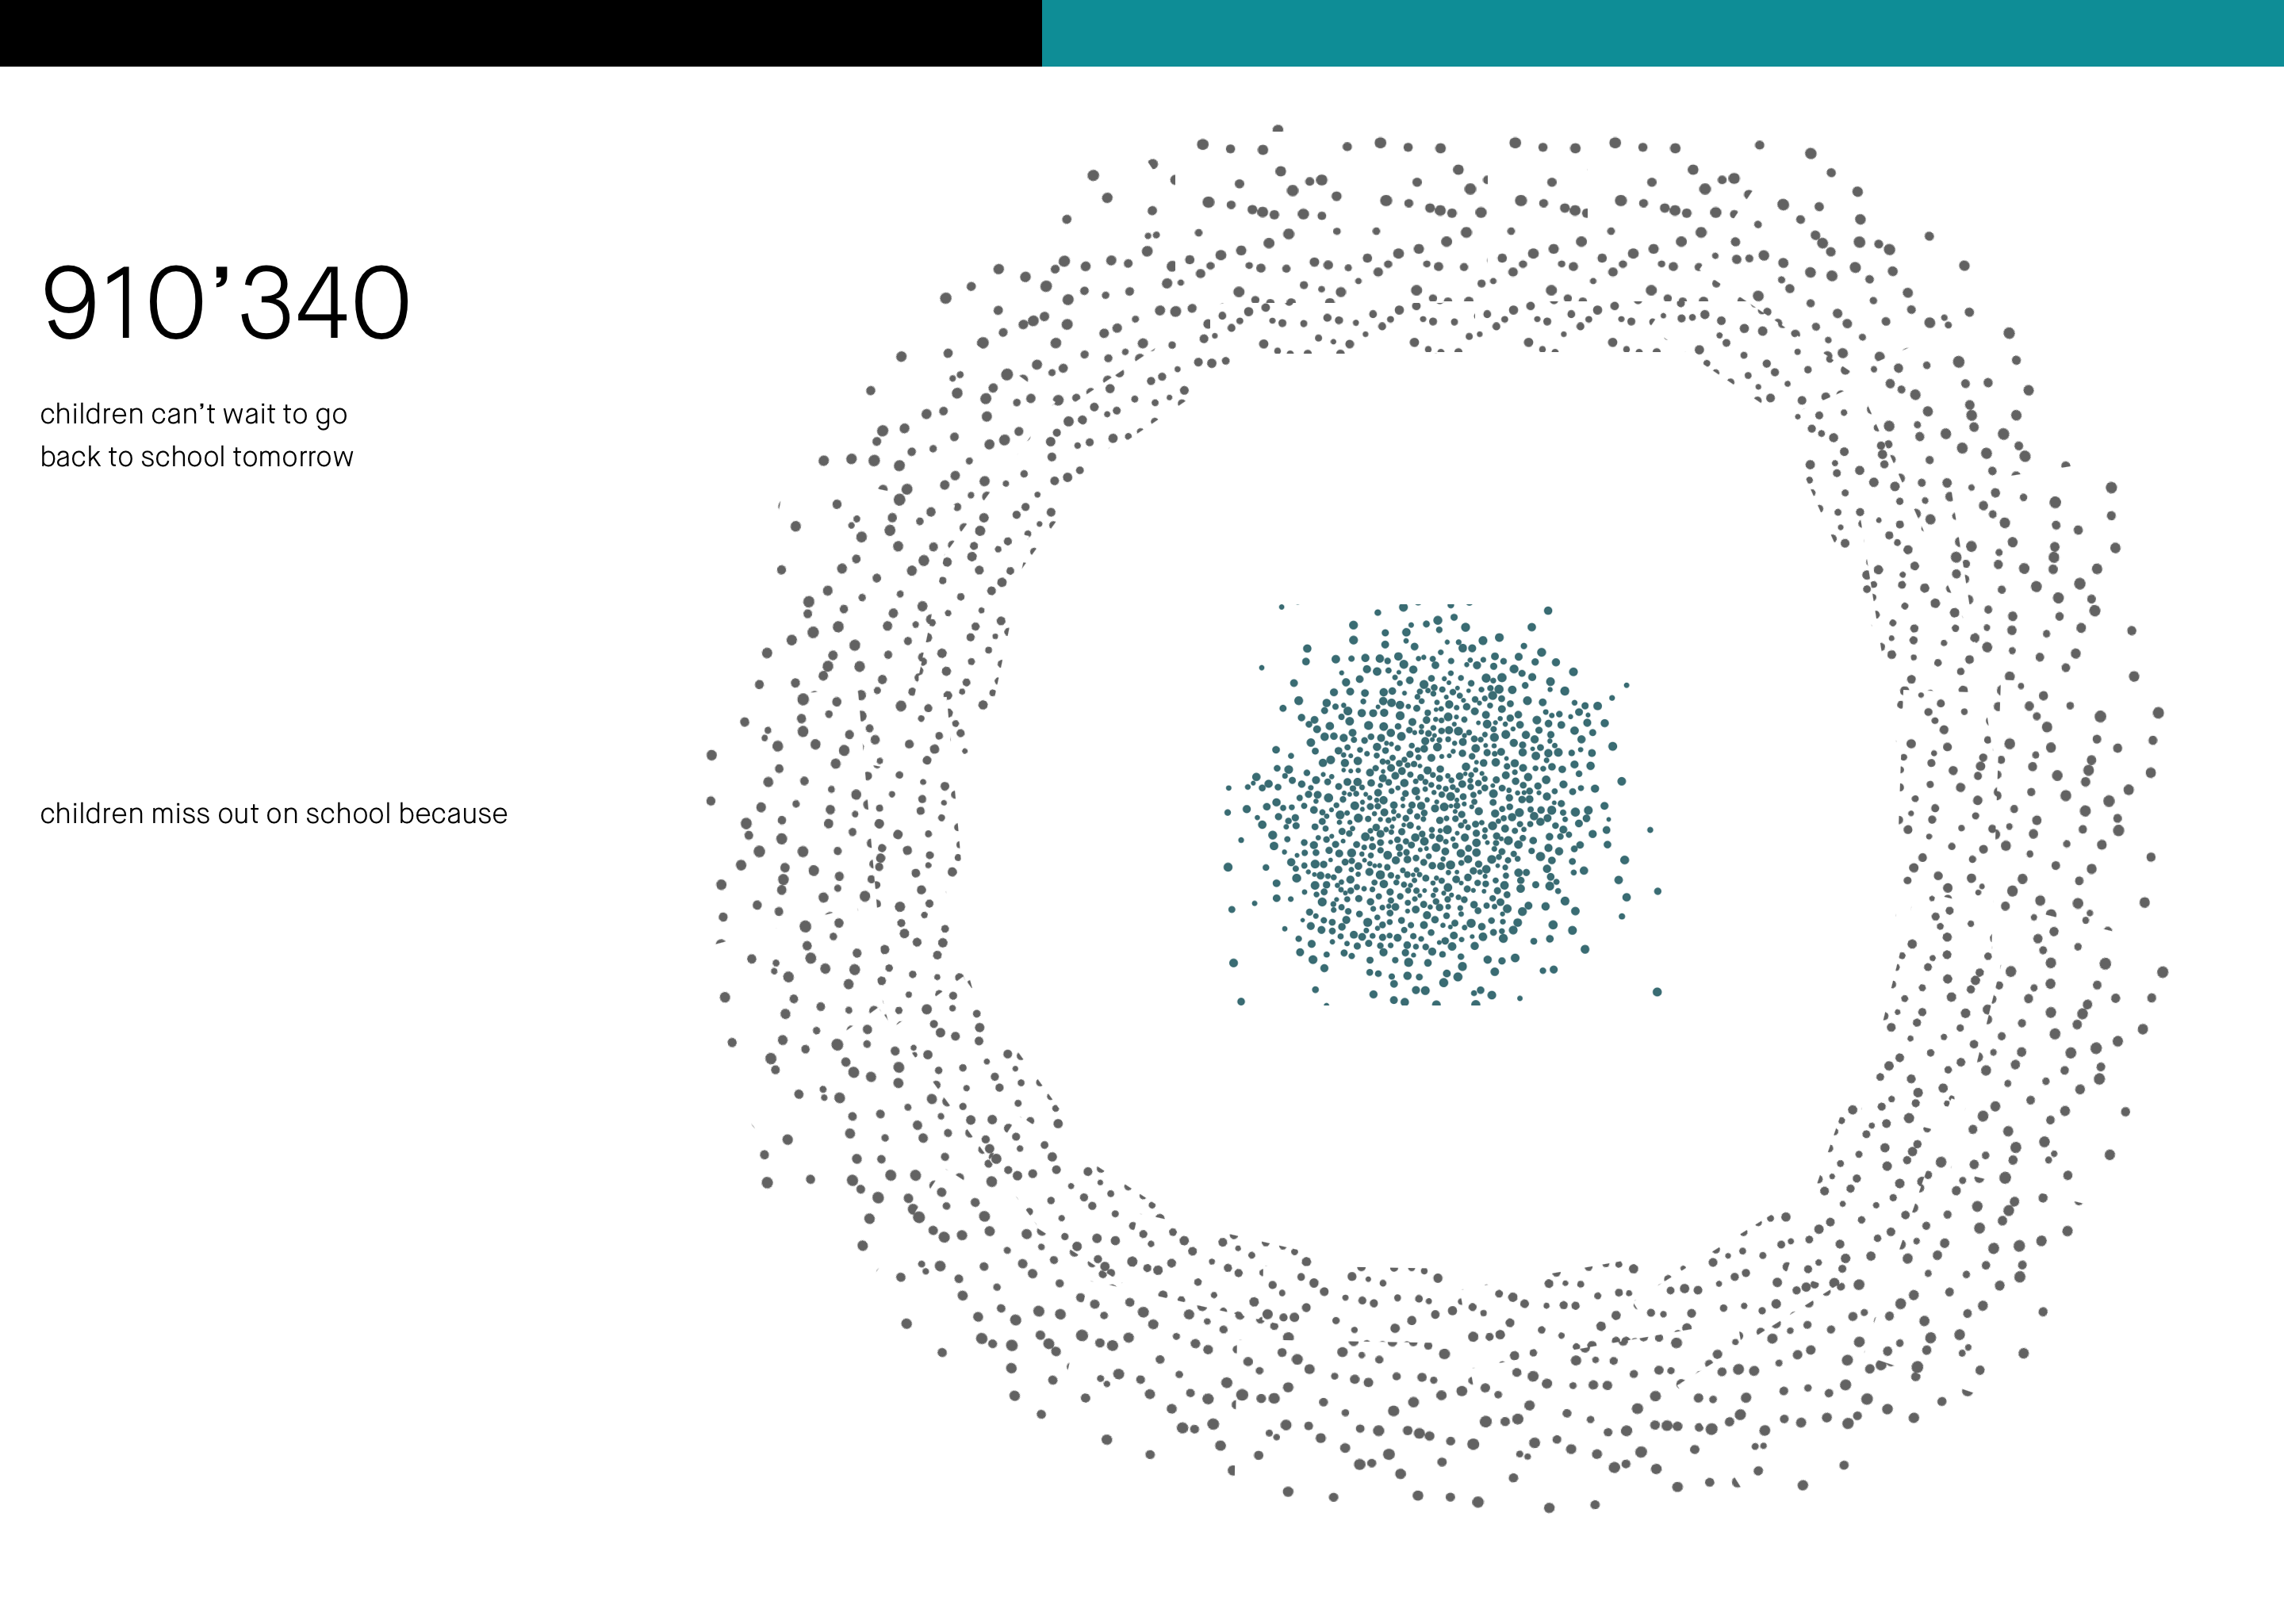 910’340
children can’t wait to go
back to school tomorrow
children miss out on school because